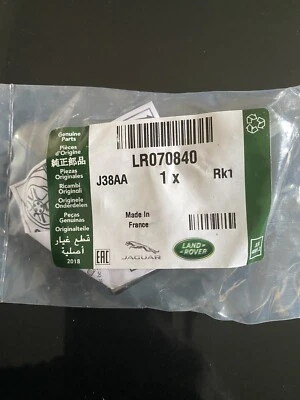 Genuine
Parts
Pièces
d'Origine
純正部品
Piezas
Originales
Ricambi
Originali
Originele
Onderdelen
Peças
Genuínas
Originalteile
قطع غيار
أصلية
2018
LR070840
J38AA
1 x
Rk1
Made In
France
EAC
JAGUAR
LAND
ROVER